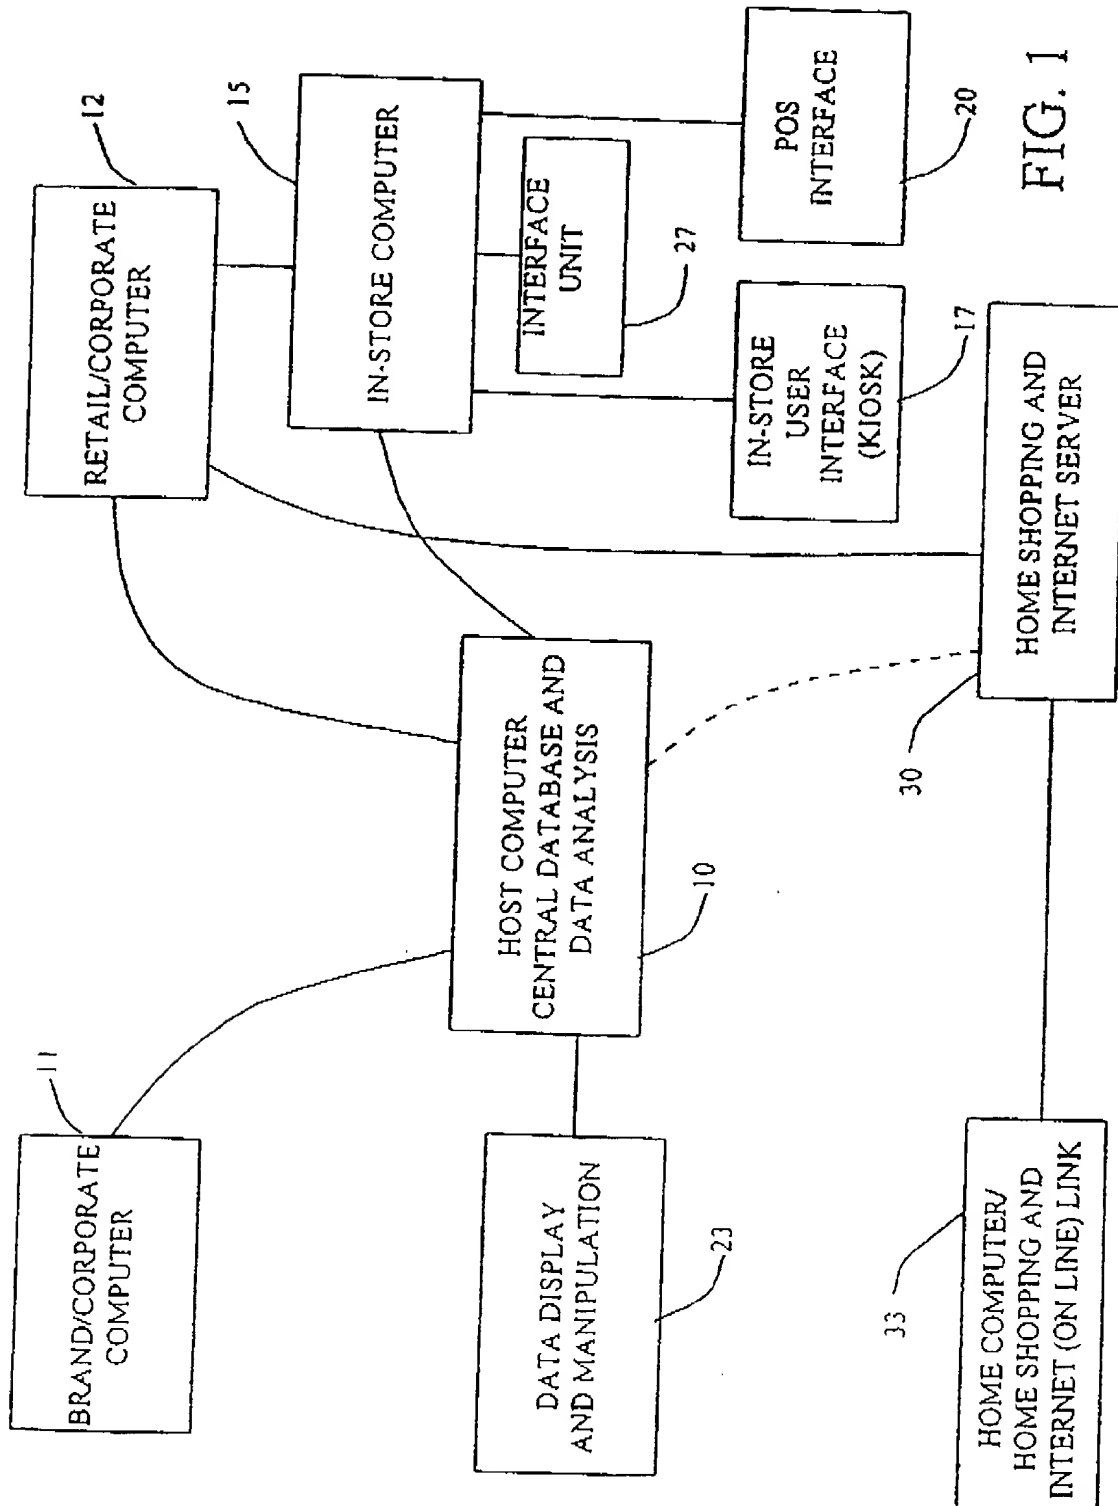 11
BRAND/CORPORATE
COMPUTER
12
RETAIL/CORPORATE
COMPUTER
15
IN-STORE COMPUTER
HOST COMPUTER
CENTRAL DATABASE AND
DATA ANALYSIS
10
DATA DISPLAY
AND MANIPULATION
23
INTERFACE
UNIT
27
IN-STORE
USER
INTERFACE
(KIOSK)
17
POS
INTERFACE
20
33
HOME COMPUTER/
HOME SHOPPING AND
INTERNET (ON LINE) LINK
30
HOME SHOPPING AND
INTERNET SERVER
FIG. 1